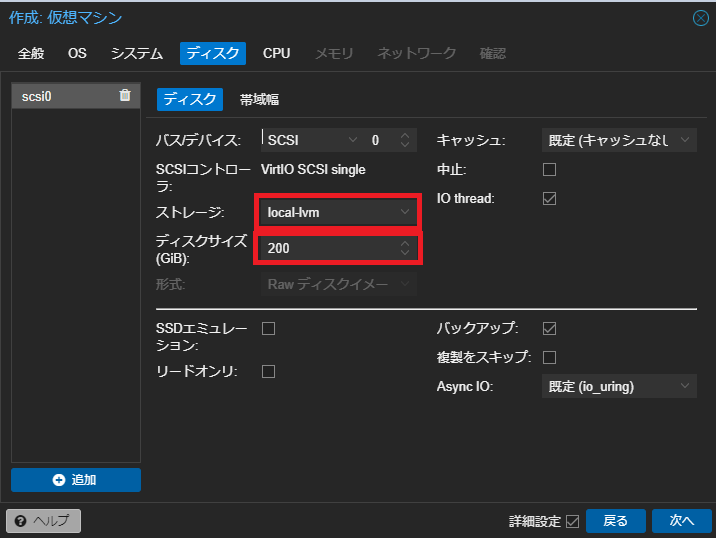 作成: 仮想マシン
全般 OS システム ディスク CPU メモリ ネットワーク 確認
scsi0
ディスク 帯域幅
バス/デバイス: SCSI 0
キャッシュ: 既定 (キャッシュなし
SCSIコントロー
ラ:
VirtIO SCSI single
中止:
IO thread:
ストレージ: local-lvm
ディスクサイズ
(GiB):
200
形式: Raw ディスクイメー
SSDエミュレー
ション:
バックアップ:
複製をスキップ:
リードオンリ:
Async IO: 既定 (io_uring)
追加
ヘルプ
詳細設定 戻る 次へ